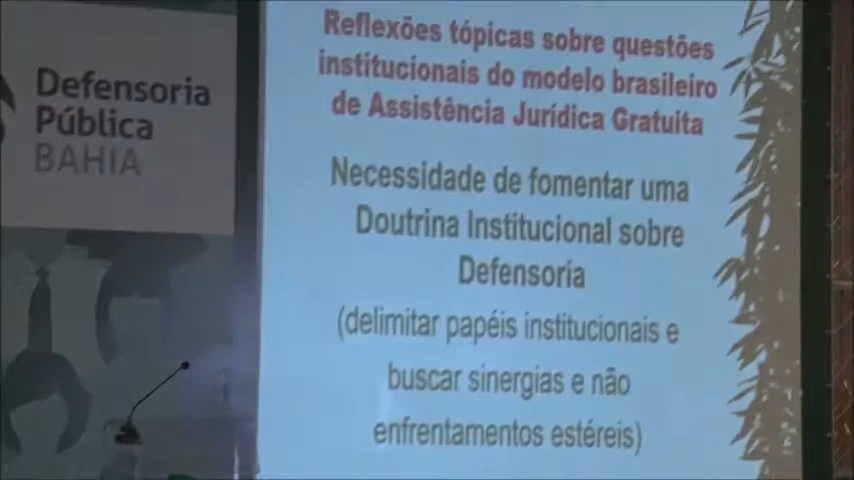 Defensoria
Pública
BAHIA
Reflexões tópicas sobre questões
institucionais do modelo brasileiro
de Assistência Jurídica Gratuita
Necessidade de fomentar uma
Doutrina Institucional sobre
Defensoria
(delimitar papéis institucionais e
buscar sinergias e não
enfrentamentos estéreis)